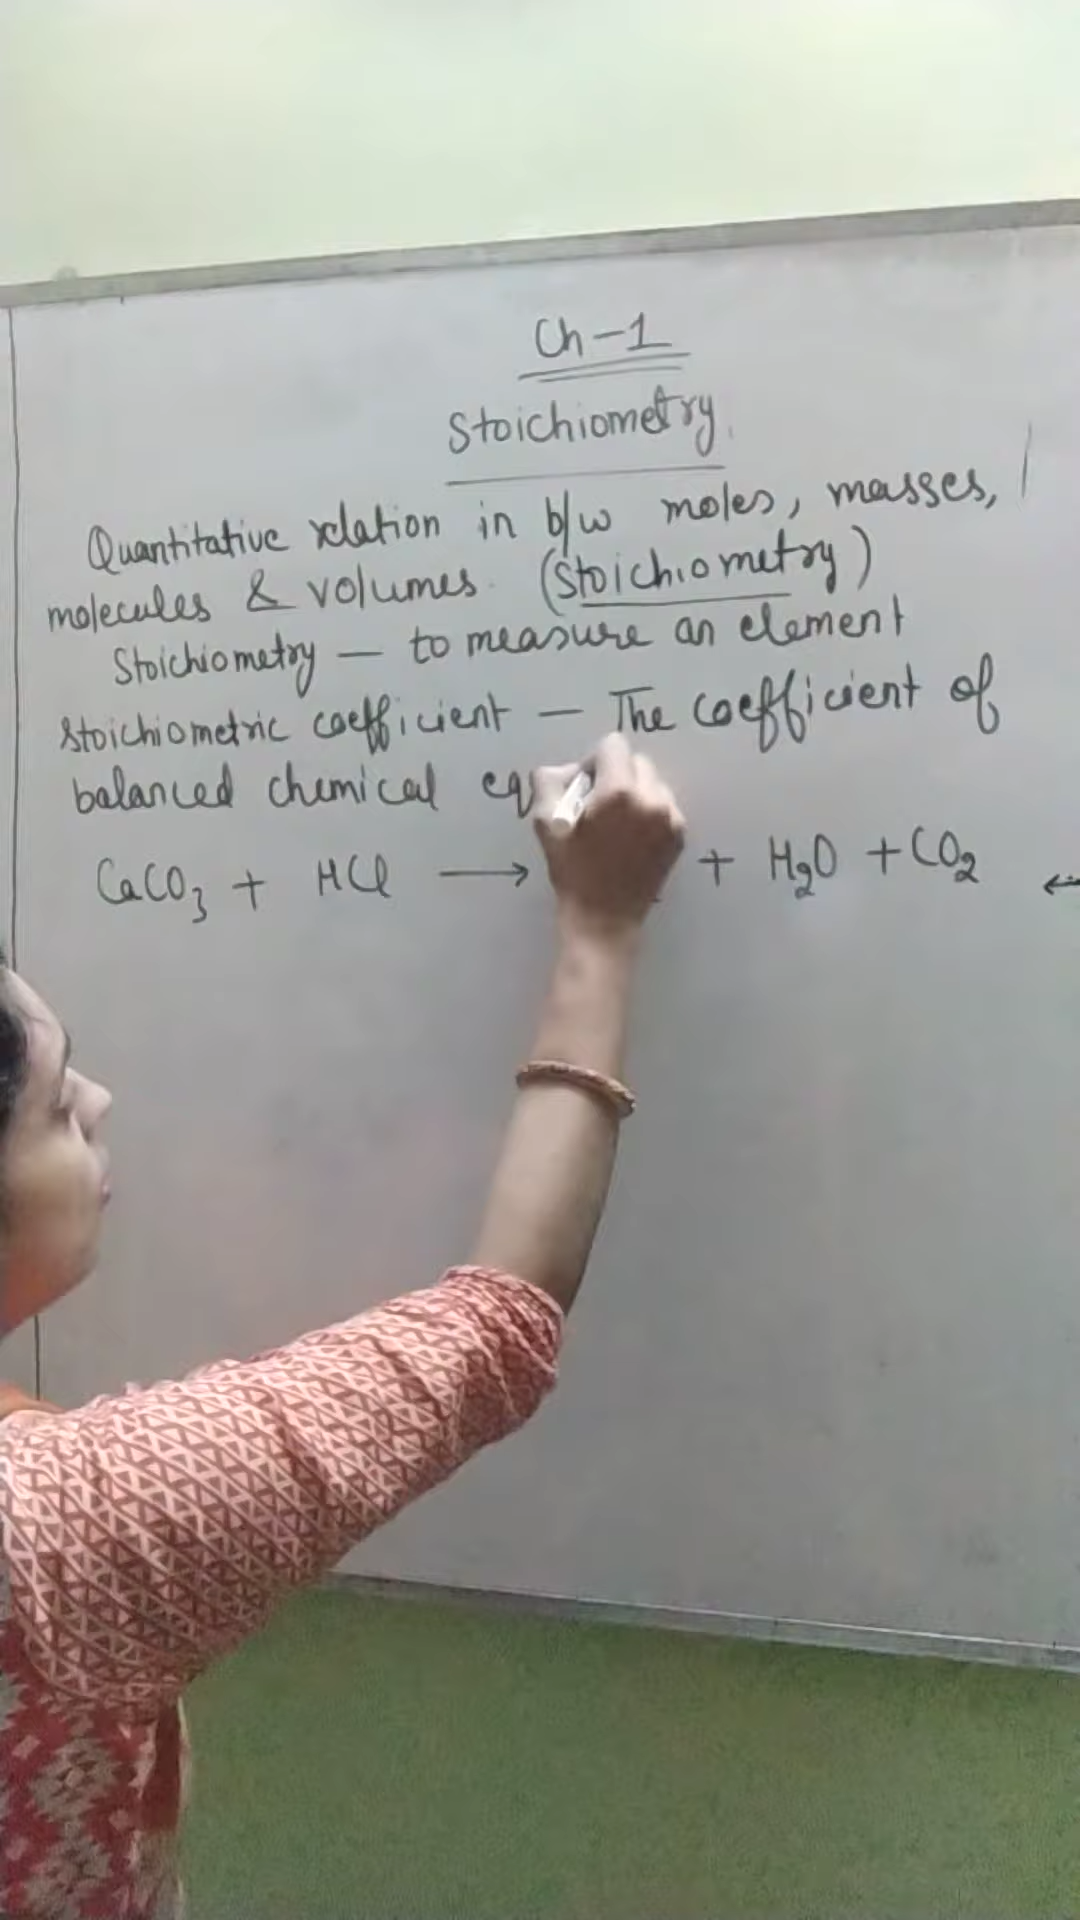 Ch-1
Stoichiometry
Quantitative relation in b/w moles, masses,
molecules & volumes. (Stoichiometry)
Stoichiometry — to measure an element
Stoichiometric coefficient — The coefficient of
balanced chemical eq
CaCO₃ + HCl → + H₂O + CO₂